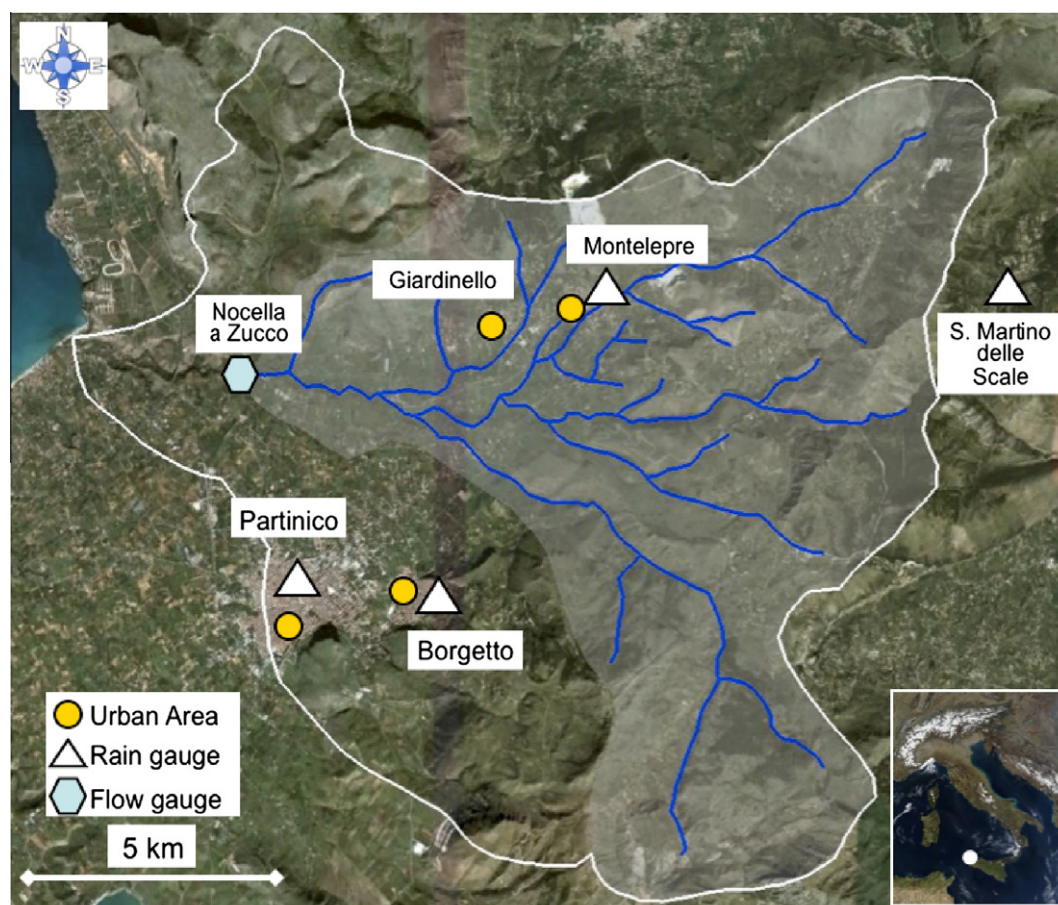 N
W E
S
Montelepre
Giardinello
Nocella
a Zucco
S. Martino
delle
Scale
Partinico
Borgetto
Urban Area
Rain gauge
Flow gauge
5 km